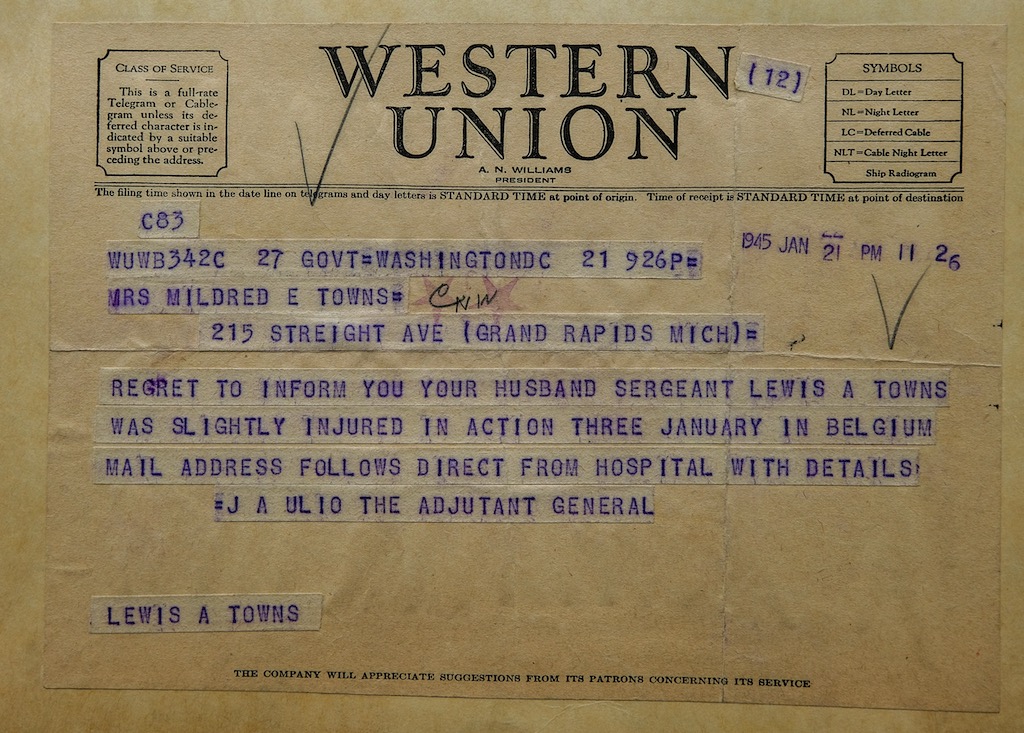 CLASS OF SERVICE
This is a full-rate
Telegram or Cable-
gram unless its de-
ferred character is in-
dicated by a suitable
symbol above or pre-
ceding the address.
WESTERN
UNION
A. N. WILLIAMS
PRESIDENT
(12)
SYMBOLS
DL=Day Letter
NL=Night Letter
LC=Deferred Cable
NLT=Cable Night Letter
Ship Radiogram
The filing time shown in the date line on telegrams and day letters is STANDARD TIME at point of origin. Time of receipt is STANDARD TIME at point of destination
C83
1945 JAN 21 PM 11 26
WUWB342C 27 GOVT=WASHINGTONDC 21 926P=
MRS MILDRED E TOWNS=
215 STREIGHT AVE (GRAND RAPIDS MICH)=
REGRET TO INFORM YOU YOUR HUSBAND SERGEANT LEWIS A TOWNS
WAS SLIGHTLY INJURED IN ACTION THREE JANUARY IN BELGIUM
MAIL ADDRESS FOLLOWS DIRECT FROM HOSPITAL WITH DETAILS
=J A ULIO THE ADJUTANT GENERAL
LEWIS A TOWNS
THE COMPANY WILL APPRECIATE SUGGESTIONS FROM ITS PATRONS CONCERNING ITS SERVICE